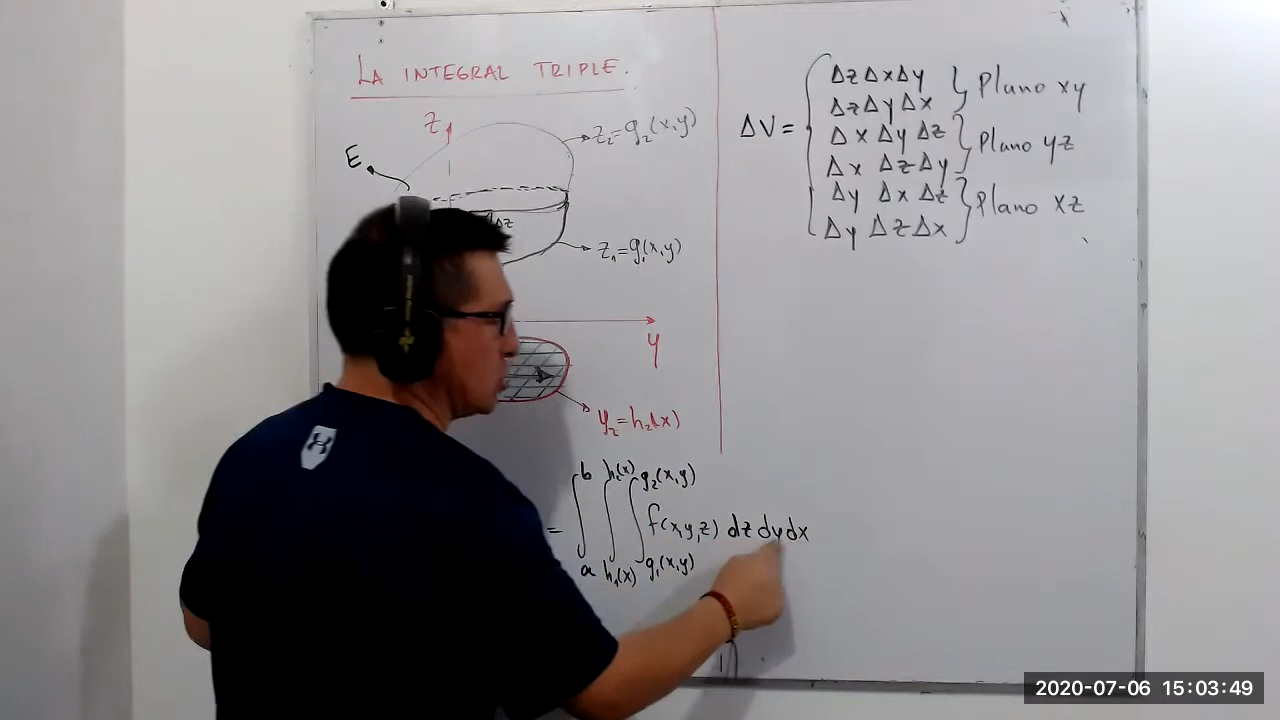 LA INTEGRAL TRIPLE.
z
z₂=g₂(x,y)
E
Δz
z₁=g₁(x,y)
y
y₂=h₂(x)
= ∫ₐᵇ ∫_{h₁(x)}^{h₂(x)} ∫_{g₁(x,y)}^{g₂(x,y)} f(x,y,z) dz dy dx
ΔV = {
Δz Δx Δy
Δz Δy Δx
} Plano xy
Δx Δy Δz
Δx Δz Δy
} Plano yz
Δy Δx Δz
Δy Δz Δx
} Plano xz
2020-07-06 15:03:49